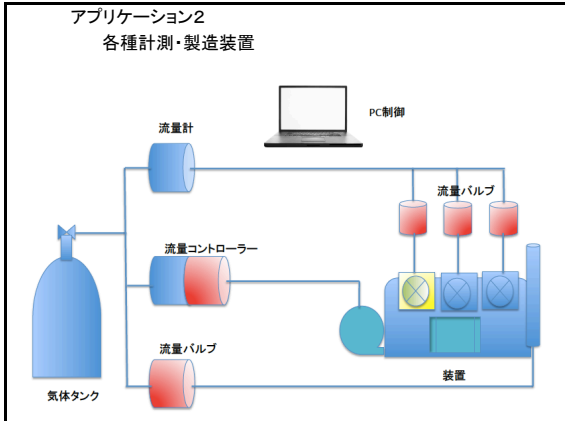 アプリケーション2
各種計測・製造装置
PC制御
流量計
流量バルブ
流量コントローラー
流量バルブ
装置
気体タンク